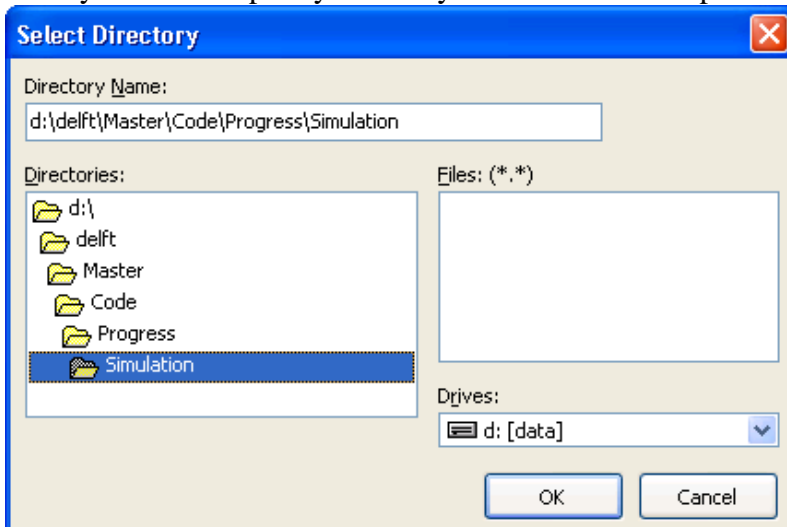 Select Directory
Directory Name:
d:\delft\Master\Code\Progress\Simulation
Directories:
d:\
delft
Master
Code
Progress
Simulation
Files: (*.*)
Drives:
d: [data]
OK
Cancel